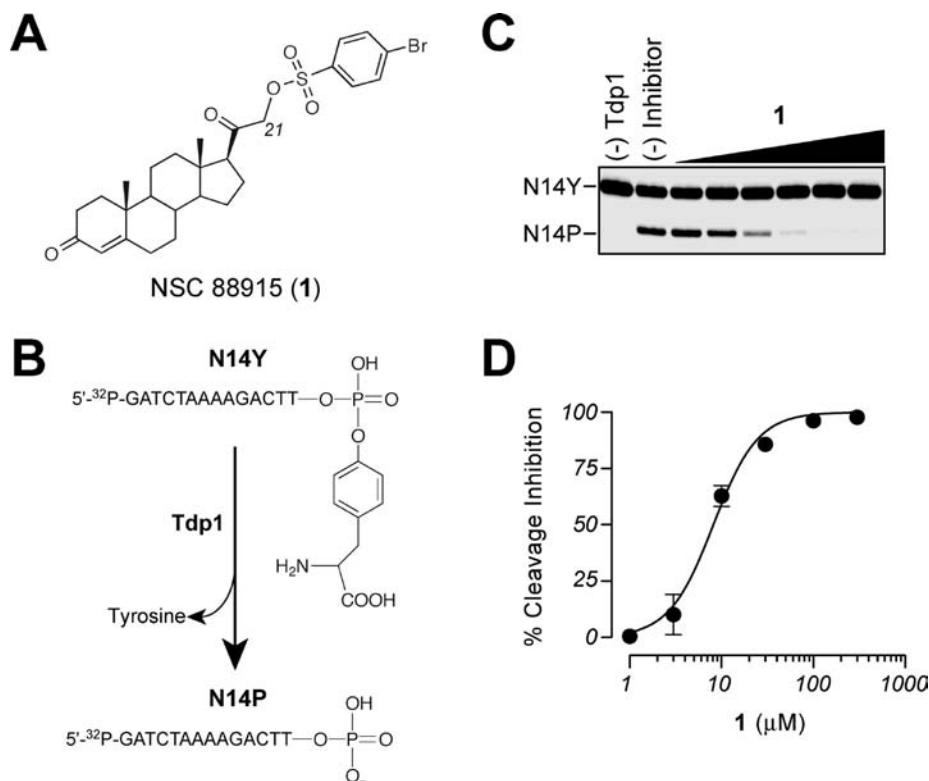 A
O
O
S
O
O
Br
O
21
O
NSC 88915 (1)
B
N14Y
5'-³²P-GATCTAAAAGACTT—O—P=O
OH
O
H₂N
COOH
Tdp1
Tyrosine
N14P
5'-³²P-GATCTAAAAGACTT—O—P=O
OH
O-
C
(-) Tdp1
(-) Inhibitor
1
N14Y
N14P
D
% Cleavage Inhibition
100
75
50
25
0
1
10
100
1000
1 (μM)